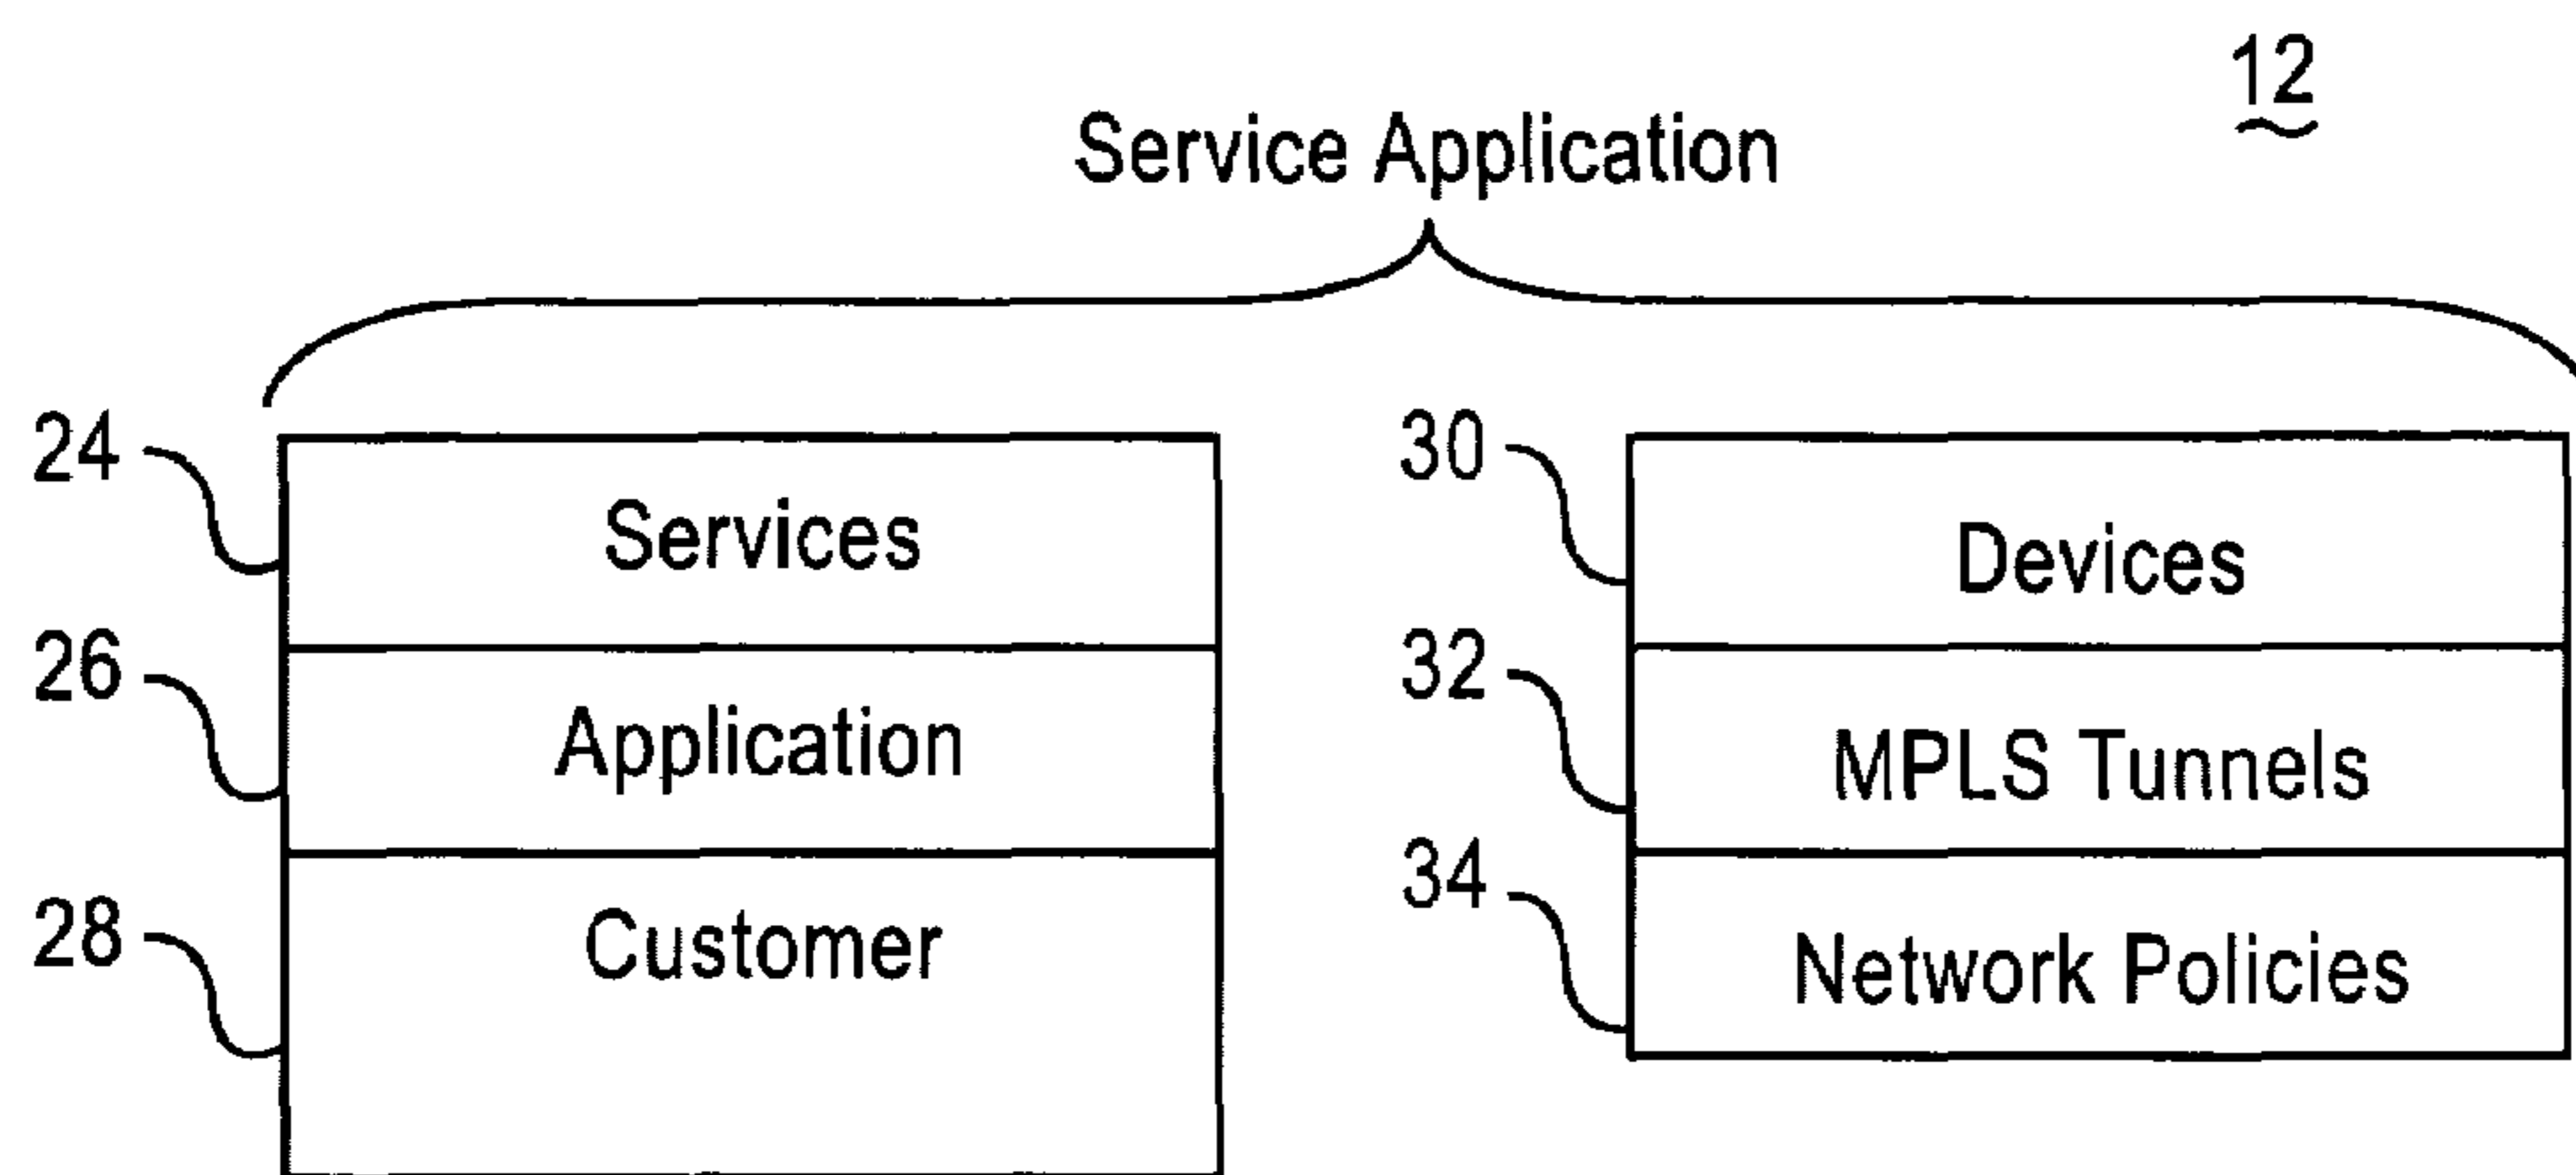 12
Service Application
24
Services
26
Application
28
Customer
30
Devices
32
MPLS Tunnels
34
Network Policies